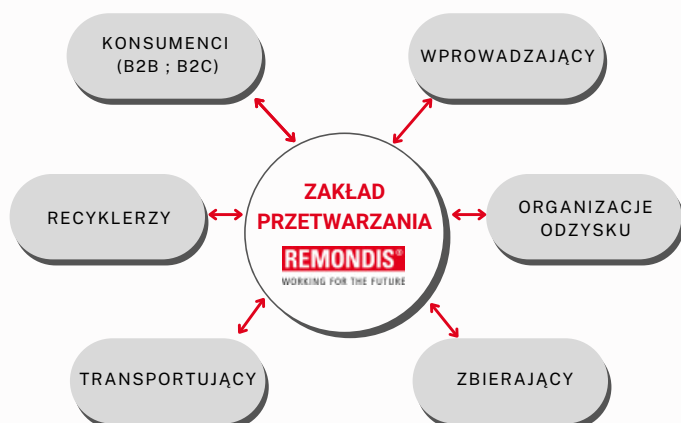 KONSUMENCI
(B2B ; B2C)
WPROWADZAJĄCY
ZAKŁAD
PRZETWARZANIA
REMONDIS®
WORKING FOR THE FUTURE
RECYKLERZY
ORGANIZACJE
ODZYSKU
TRANSPORTUJĄCY
ZBIERAJĄCY